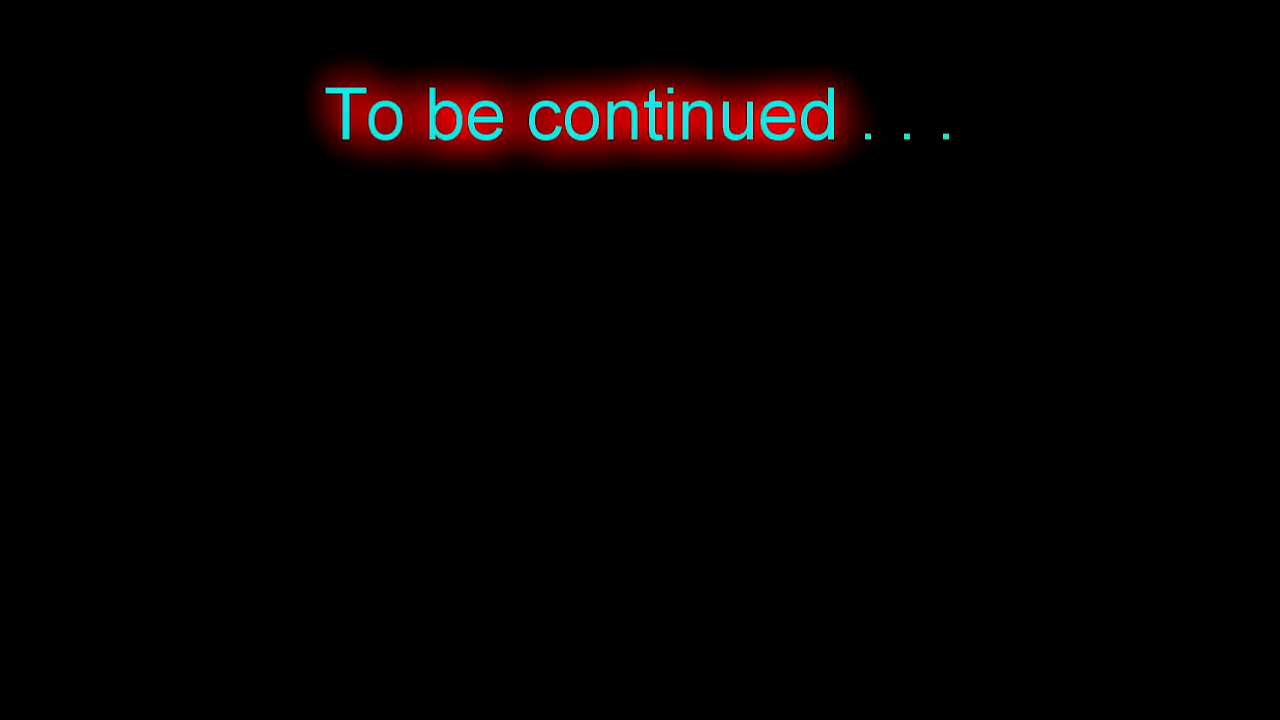 To be continued . . .